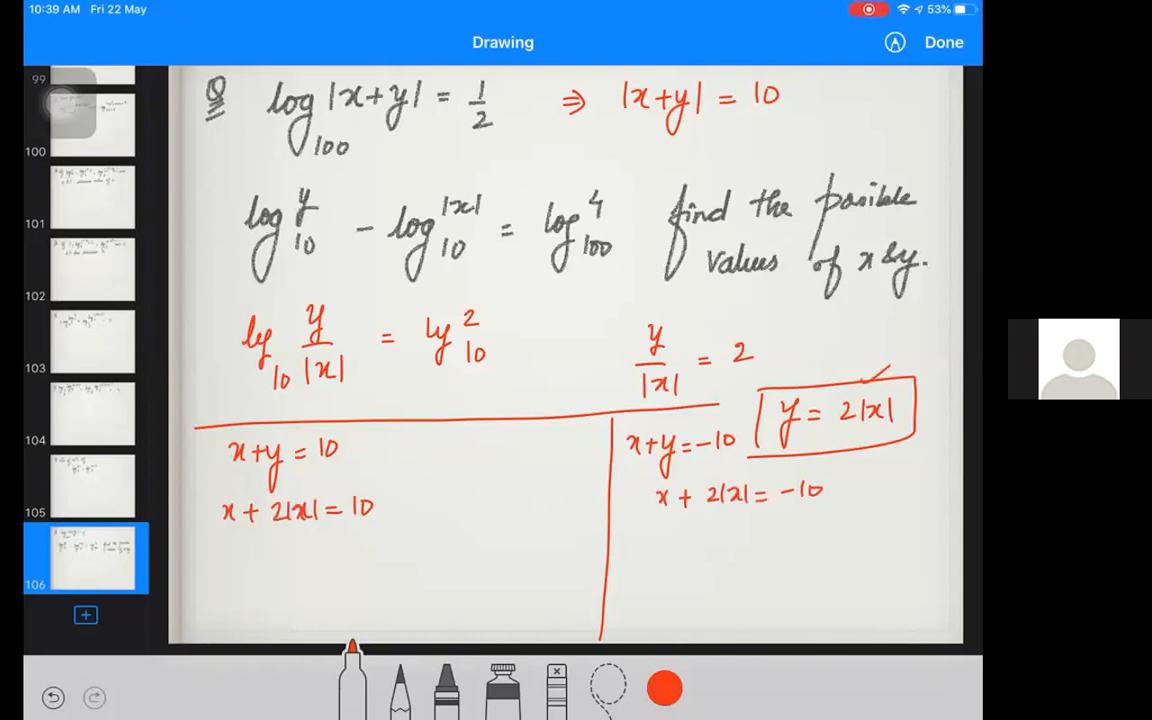 10:39 AM Fri 22 May
53%
Drawing
Done
99
100
101
102
103
104
105
106
Q log₁₀₀ |x+y| = 1/2 ⇒ |x+y| = 10
log₁₀ y - log₁₀ |x| = log₁₀₀ 4 find the possible
values of x & y.
log₁₀ y/|x| = log₁₀ 2 y/|x| = 2
y = 2|x|
x+y = 10
x + 2|x| = 10
x+y = -10
x + 2|x| = -10